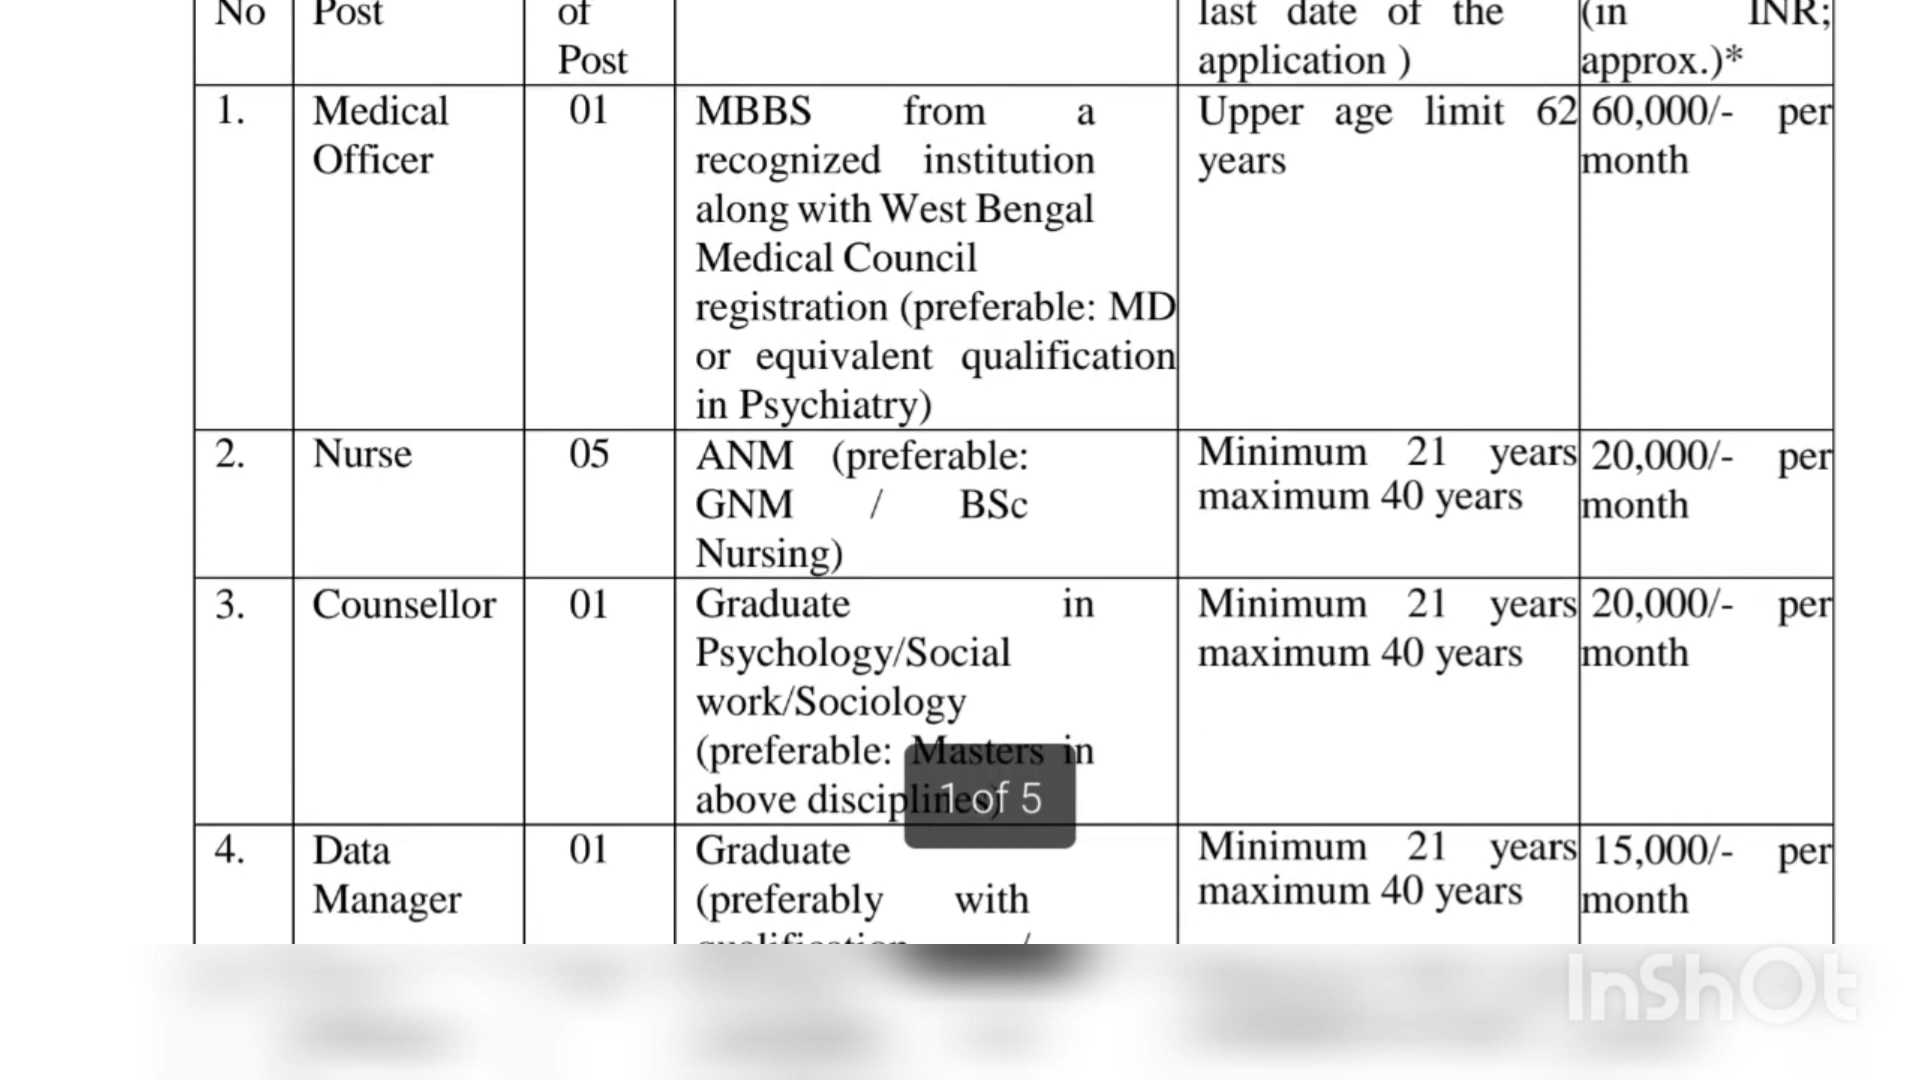 No Post of last date of the (in INR;
Post application ) approx.)*
1. Medical 01 MBBS from a Upper age limit 62 60,000/- per
Officer recognized institution years month
along with West Bengal
Medical Council
registration (preferable: MD
or equivalent qualification
in Psychiatry)
2. Nurse 05 ANM (preferable: Minimum 21 years 20,000/- per
GNM / BSc maximum 40 years month
Nursing)
3. Counsellor 01 Graduate in Minimum 21 years 20,000/- per
Psychology/Social maximum 40 years month
work/Sociology
(preferable: Masters in
above disciplines)
1 of 5
4. Data 01 Graduate Minimum 21 years 15,000/- per
Manager (preferably with maximum 40 years month
qualification /
InShOt